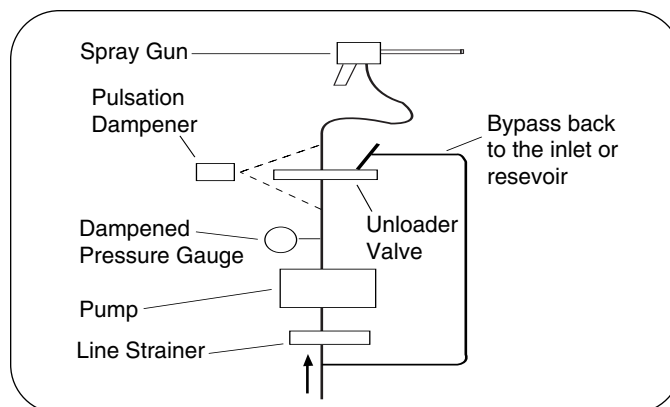 Spray Gun
Pulsation
Dampener
Bypass back
to the inlet or
resevoir
Dampened
Pressure Gauge
Unloader
Valve
Pump
Line Strainer